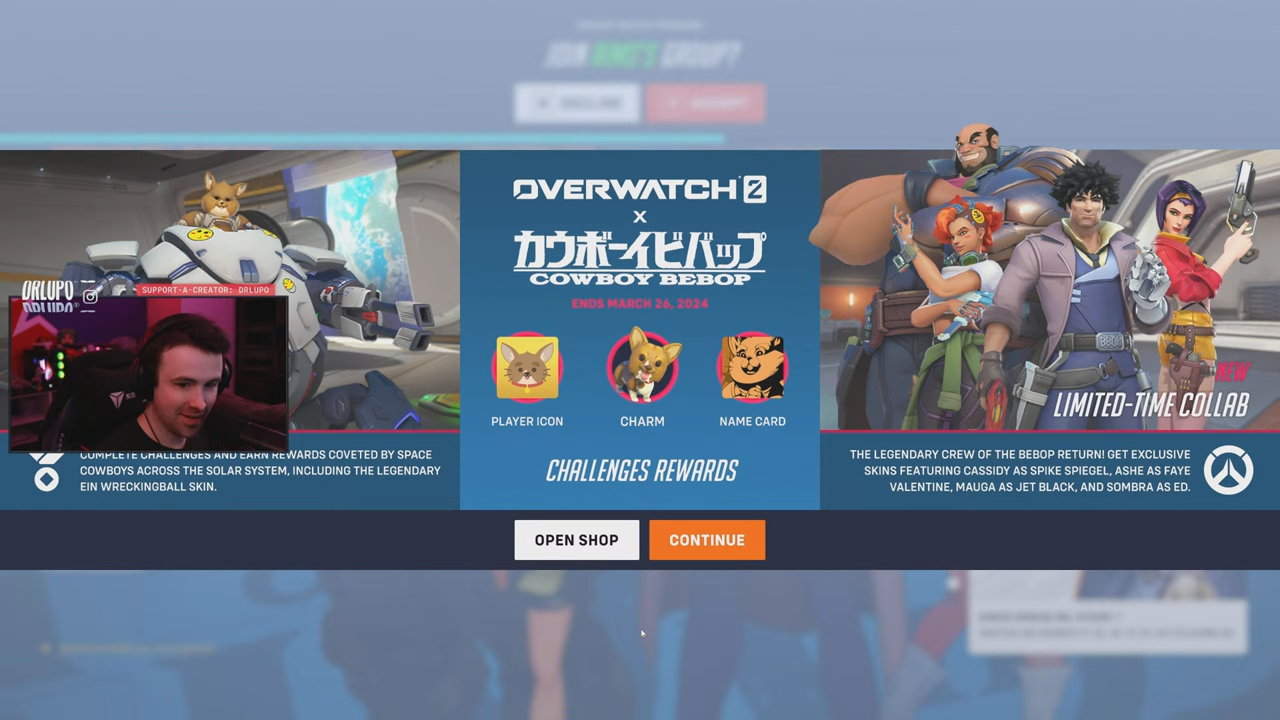 JOIN GROUP?
DECLINE
ACCEPT
OVERWATCH 2
X
カウボーイビバップ
COWBOY BEBOP
ENDS MARCH 26, 2024
PLAYER ICON
CHARM
NAME CARD
CHALLENGES REWARDS
DRLUPO
SUPPORT-A-CREATOR: DRLUPO
COMPLETE CHALLENGES AND EARN REWARDS COVETED BY SPACE
COWBOYS ACROSS THE SOLAR SYSTEM, INCLUDING THE LEGENDARY
EIN WRECKINGBALL SKIN.
NEW
LIMITED-TIME COLLAB
THE LEGENDARY CREW OF THE BEBOP RETURN! GET EXCLUSIVE
SKINS FEATURING CASSIDY AS SPIKE SPIEGEL, ASHE AS FAYE
VALENTINE, MAUGA AS JET BLACK, AND SOMBRA AS ED.
OPEN SHOP
CONTINUE